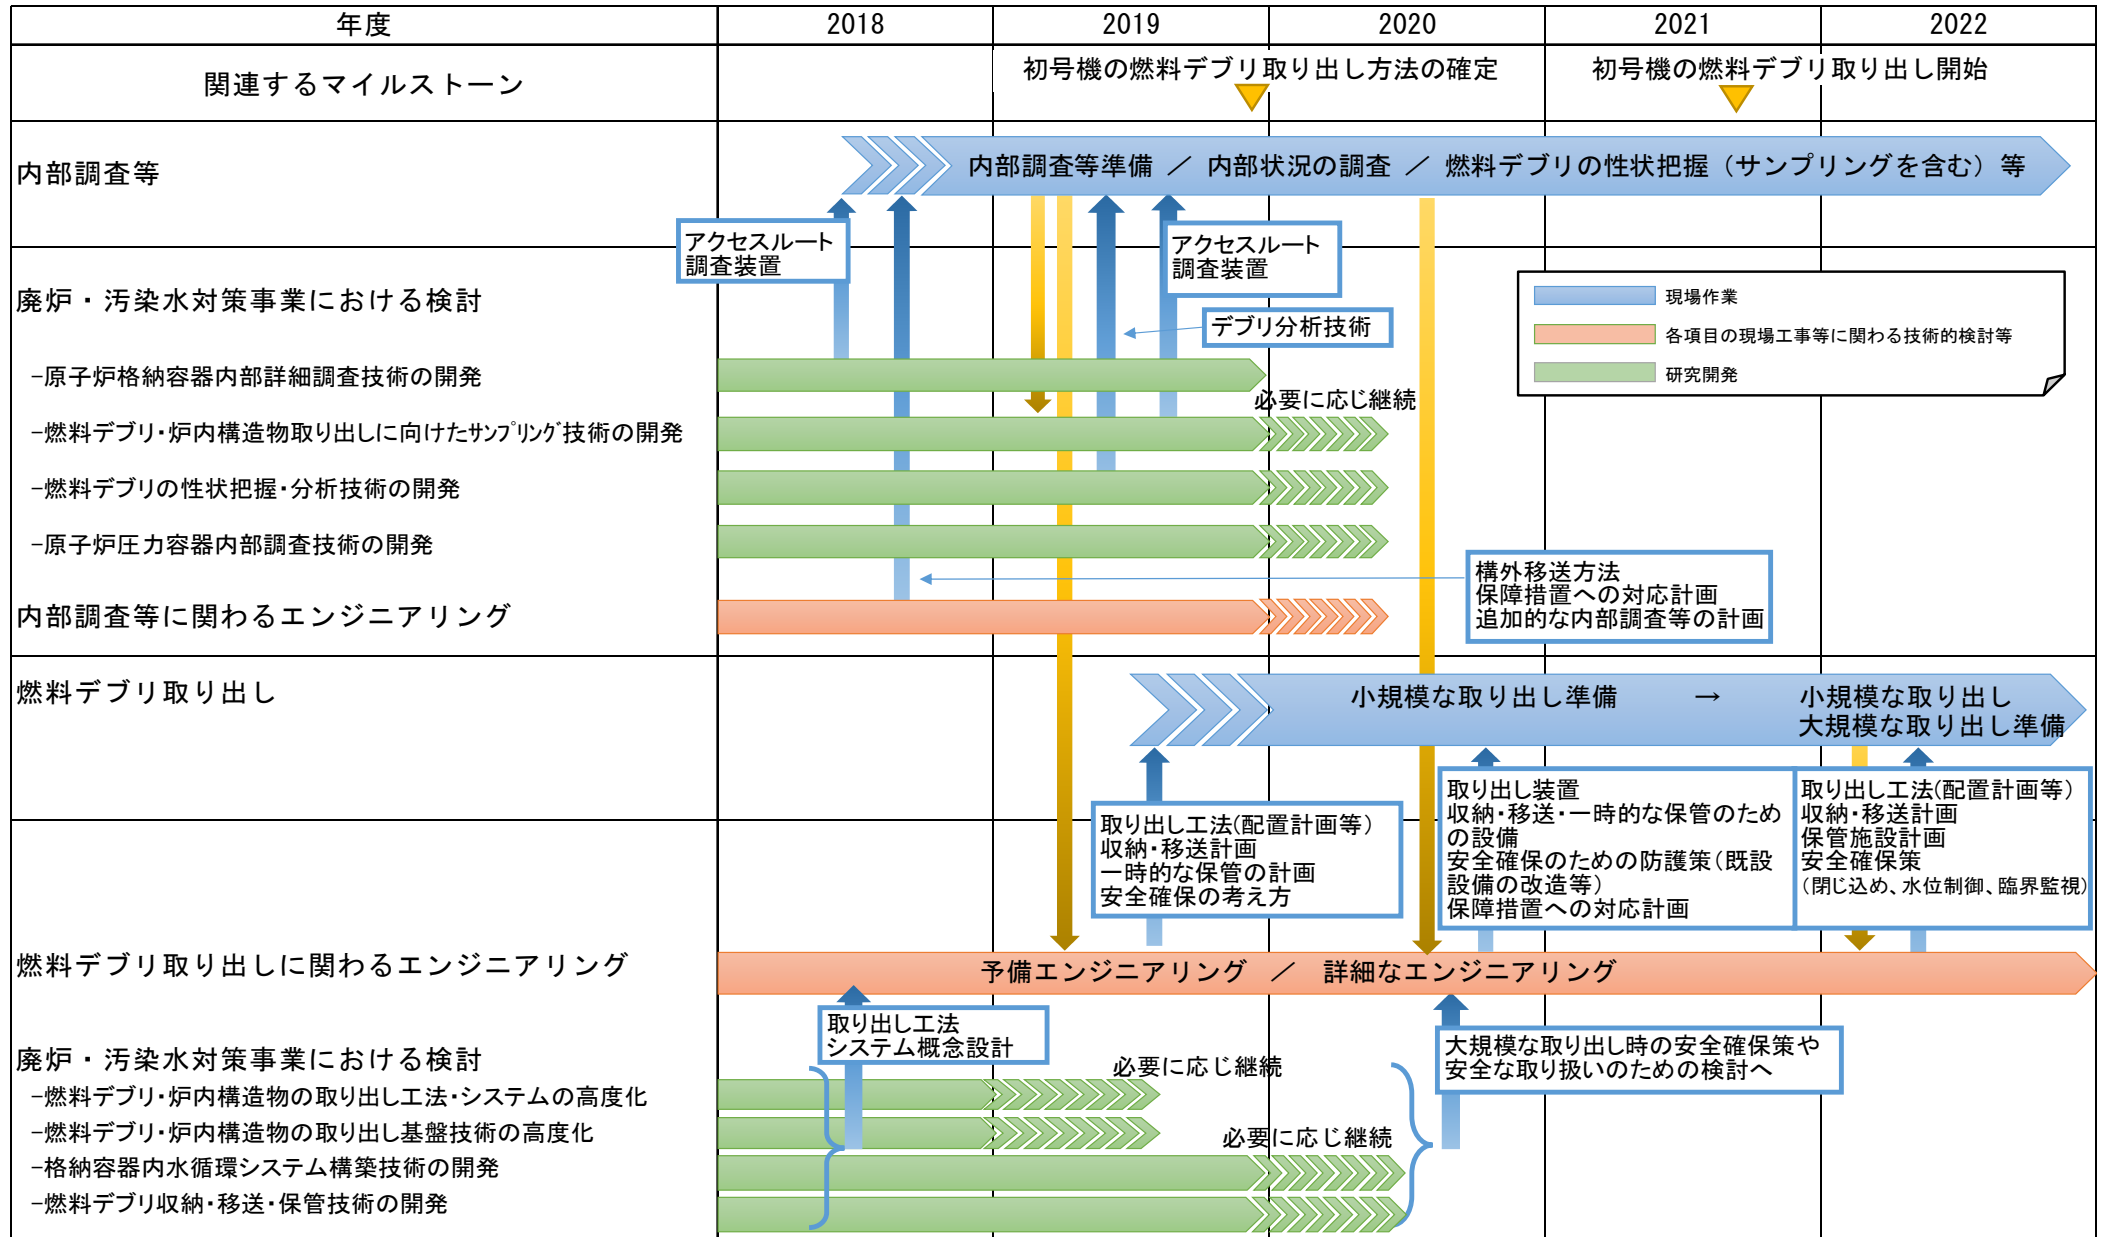 年度 2018 2019 2020 2021 2022
関連するマイルストーン
初号機の燃料デブリ取り出し方法の確定
初号機の燃料デブリ取り出し開始
内部調査等
内部調査等準備 ／ 内部状況の調査 ／ 燃料デブリの性状把握（サンプリングを含む）等
アクセスルート
調査装置
アクセスルート
調査装置
デブリ分析技術
現場作業
各項目の現場工事等に関わる技術的検討等
研究開発
廃炉・汚染水対策事業における検討
−原子炉格納容器内部詳細調査技術の開発
必要に応じ継続
−燃料デブリ・炉内構造物取り出しに向けたｻﾝﾌﾟﾘﾝｸﾞ技術の開発
−燃料デブリの性状把握・分析技術の開発
−原子炉圧力容器内部調査技術の開発
構外移送方法
保障措置への対応計画
追加的な内部調査等の計画
内部調査等に関わるエンジニアリング
燃料デブリ取り出し
小規模な取り出し準備 → 小規模な取り出し
大規模な取り出し準備
取り出し工法(配置計画等）
収納・移送計画
一時的な保管の計画
安全確保の考え方
取り出し装置
収納・移送・一時的な保管のため
の設備
安全確保のための防護策（既設
設備の改造等）
保障措置への対応計画
取り出し工法(配置計画等）
収納・移送計画
保管施設計画
安全確保策
（閉じ込め、水位制御、臨界監視）
燃料デブリ取り出しに関わるエンジニアリング
予備エンジニアリング ／ 詳細なエンジニアリング
取り出し工法
システム概念設計
大規模な取り出し時の安全確保策や
安全な取り扱いのための検討へ
廃炉・汚染水対策事業における検討
必要に応じ継続
−燃料デブリ・炉内構造物の取り出し工法・システムの高度化
−燃料デブリ・炉内構造物の取り出し基盤技術の高度化
必要に応じ継続
−格納容器内水循環システム構築技術の開発
−燃料デブリ収納・移送・保管技術の開発